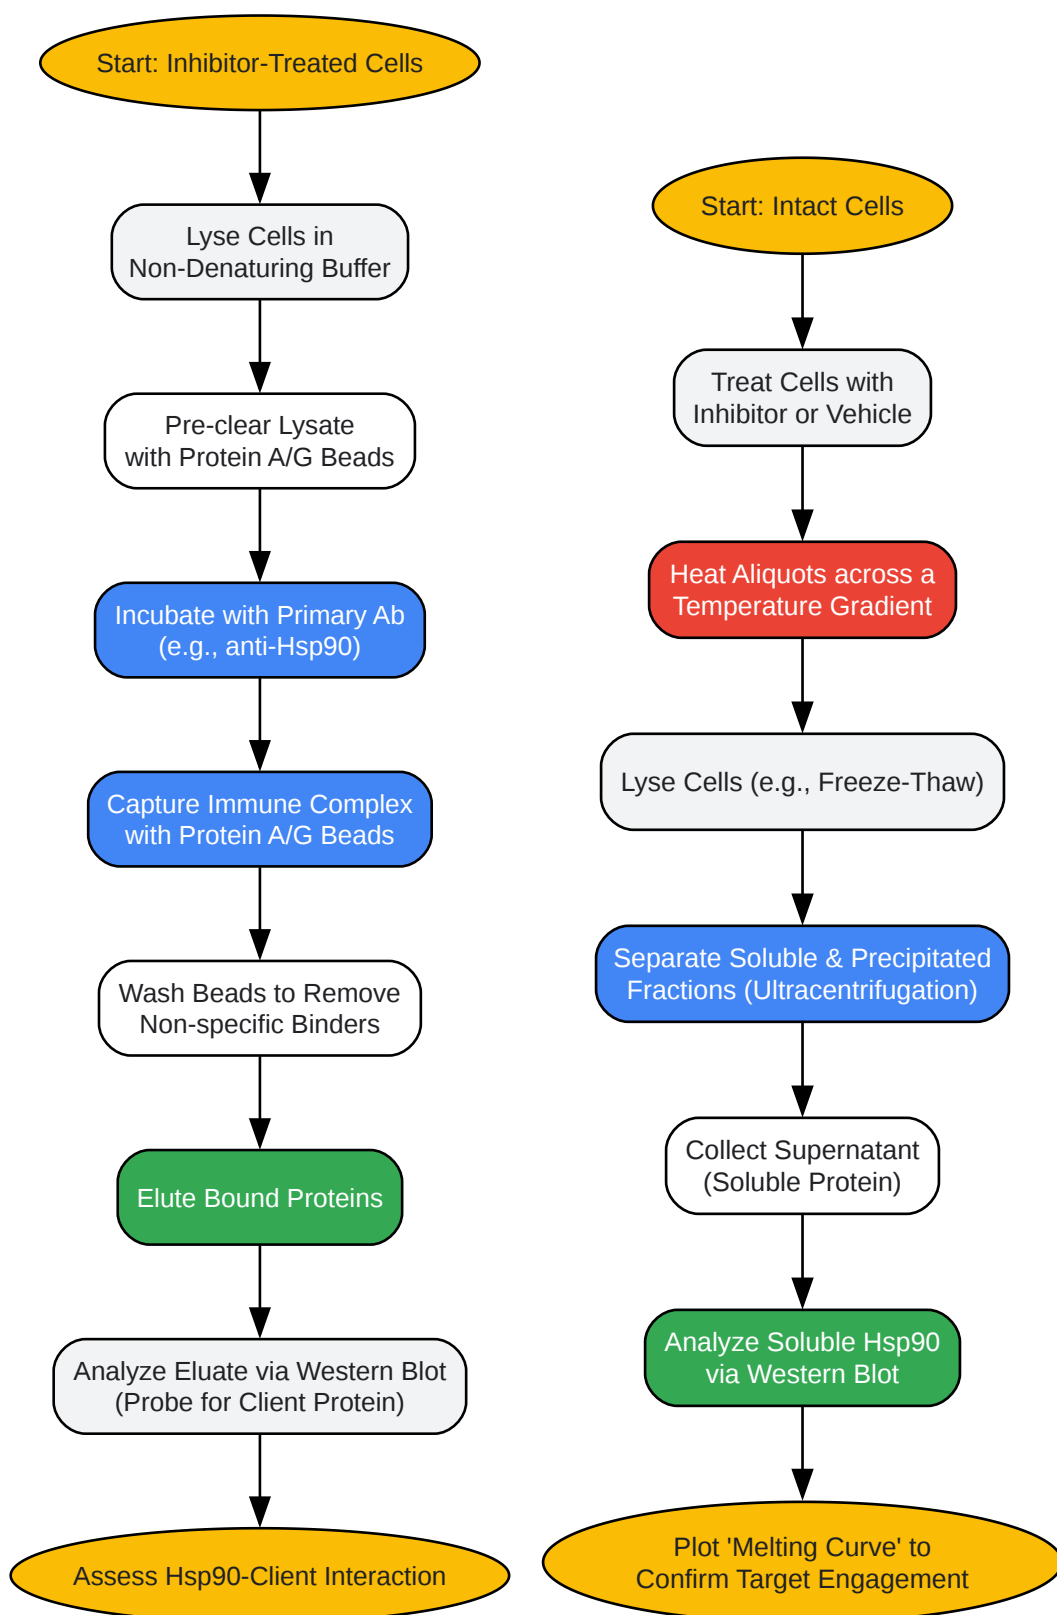 Start: Inhibitor-Treated Cells
Lyse Cells in
Non-Denaturing Buffer
Pre-clear Lysate
with Protein A/G Beads
Incubate with Primary Ab
(e.g., anti-Hsp90)
Capture Immune Complex
with Protein A/G Beads
Wash Beads to Remove
Non-specific Binders
Elute Bound Proteins
Analyze Eluate via Western Blot
(Probe for Client Protein)
Assess Hsp90-Client Interaction
Start: Intact Cells
Treat Cells with
Inhibitor or Vehicle
Heat Aliquots across a
Temperature Gradient
Lyse Cells (e.g., Freeze-Thaw)
Separate Soluble & Precipitated
Fractions (Ultracentrifugation)
Collect Supernatant
(Soluble Protein)
Analyze Soluble Hsp90
via Western Blot
Plot 'Melting Curve' to
Confirm Target Engagement